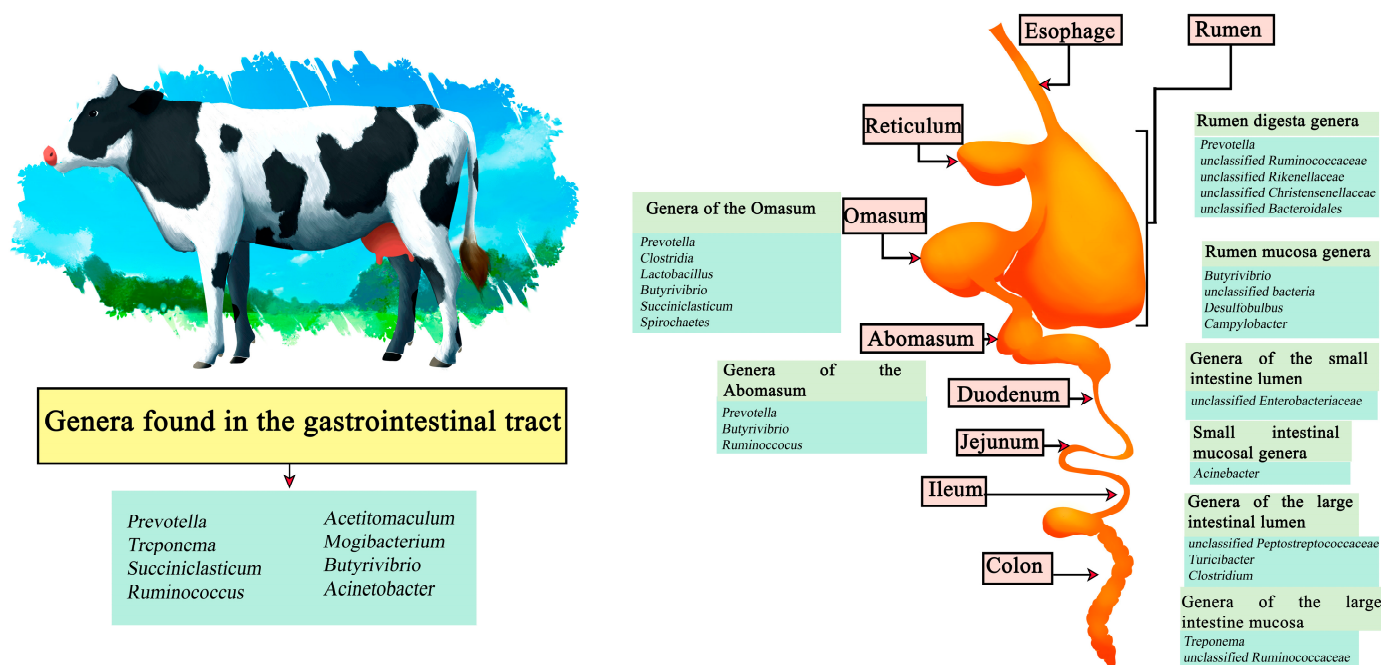 Genera found in the gastrointestinal tract
Prevotella
Treponema
Succiniclasticum
Ruminococcus
Acetitomaculum
Mogibacterium
Butyrivibrio
Acinetobacter
Esophage
Rumen
Reticulum
Omasum
Abomasum
Duodenum
Jejunum
Ileum
Colon
Genera of the Omasum
Prevotella
Clostridia
Lactobacillus
Butyrivibrio
Succiniclasticum
Spirochaetes
Genera of the
Abomasum
Prevotella
Butyrivibrio
Ruminoccocus
Rumen digesta genera
Prevotella
unclassified Ruminococcaceae
unclassified Rikenellaceae
unclassified Christensenellaceae
unclassified Bacteroidales
Rumen mucosa genera
Butyrivibrio
unclassified bacteria
Desulfobulbus
Campylobacter
Genera of the small
intestine lumen
unclassified Enterobacteriaceae
Small intestinal
mucosal genera
Acinebacter
Genera of the large
intestinal lumen
unclassified Peptostreptococcaceae
Turicibacter
Clostridium
Genera of the large
intestine mucosa
Treponema
unclassified Ruminococcaceae